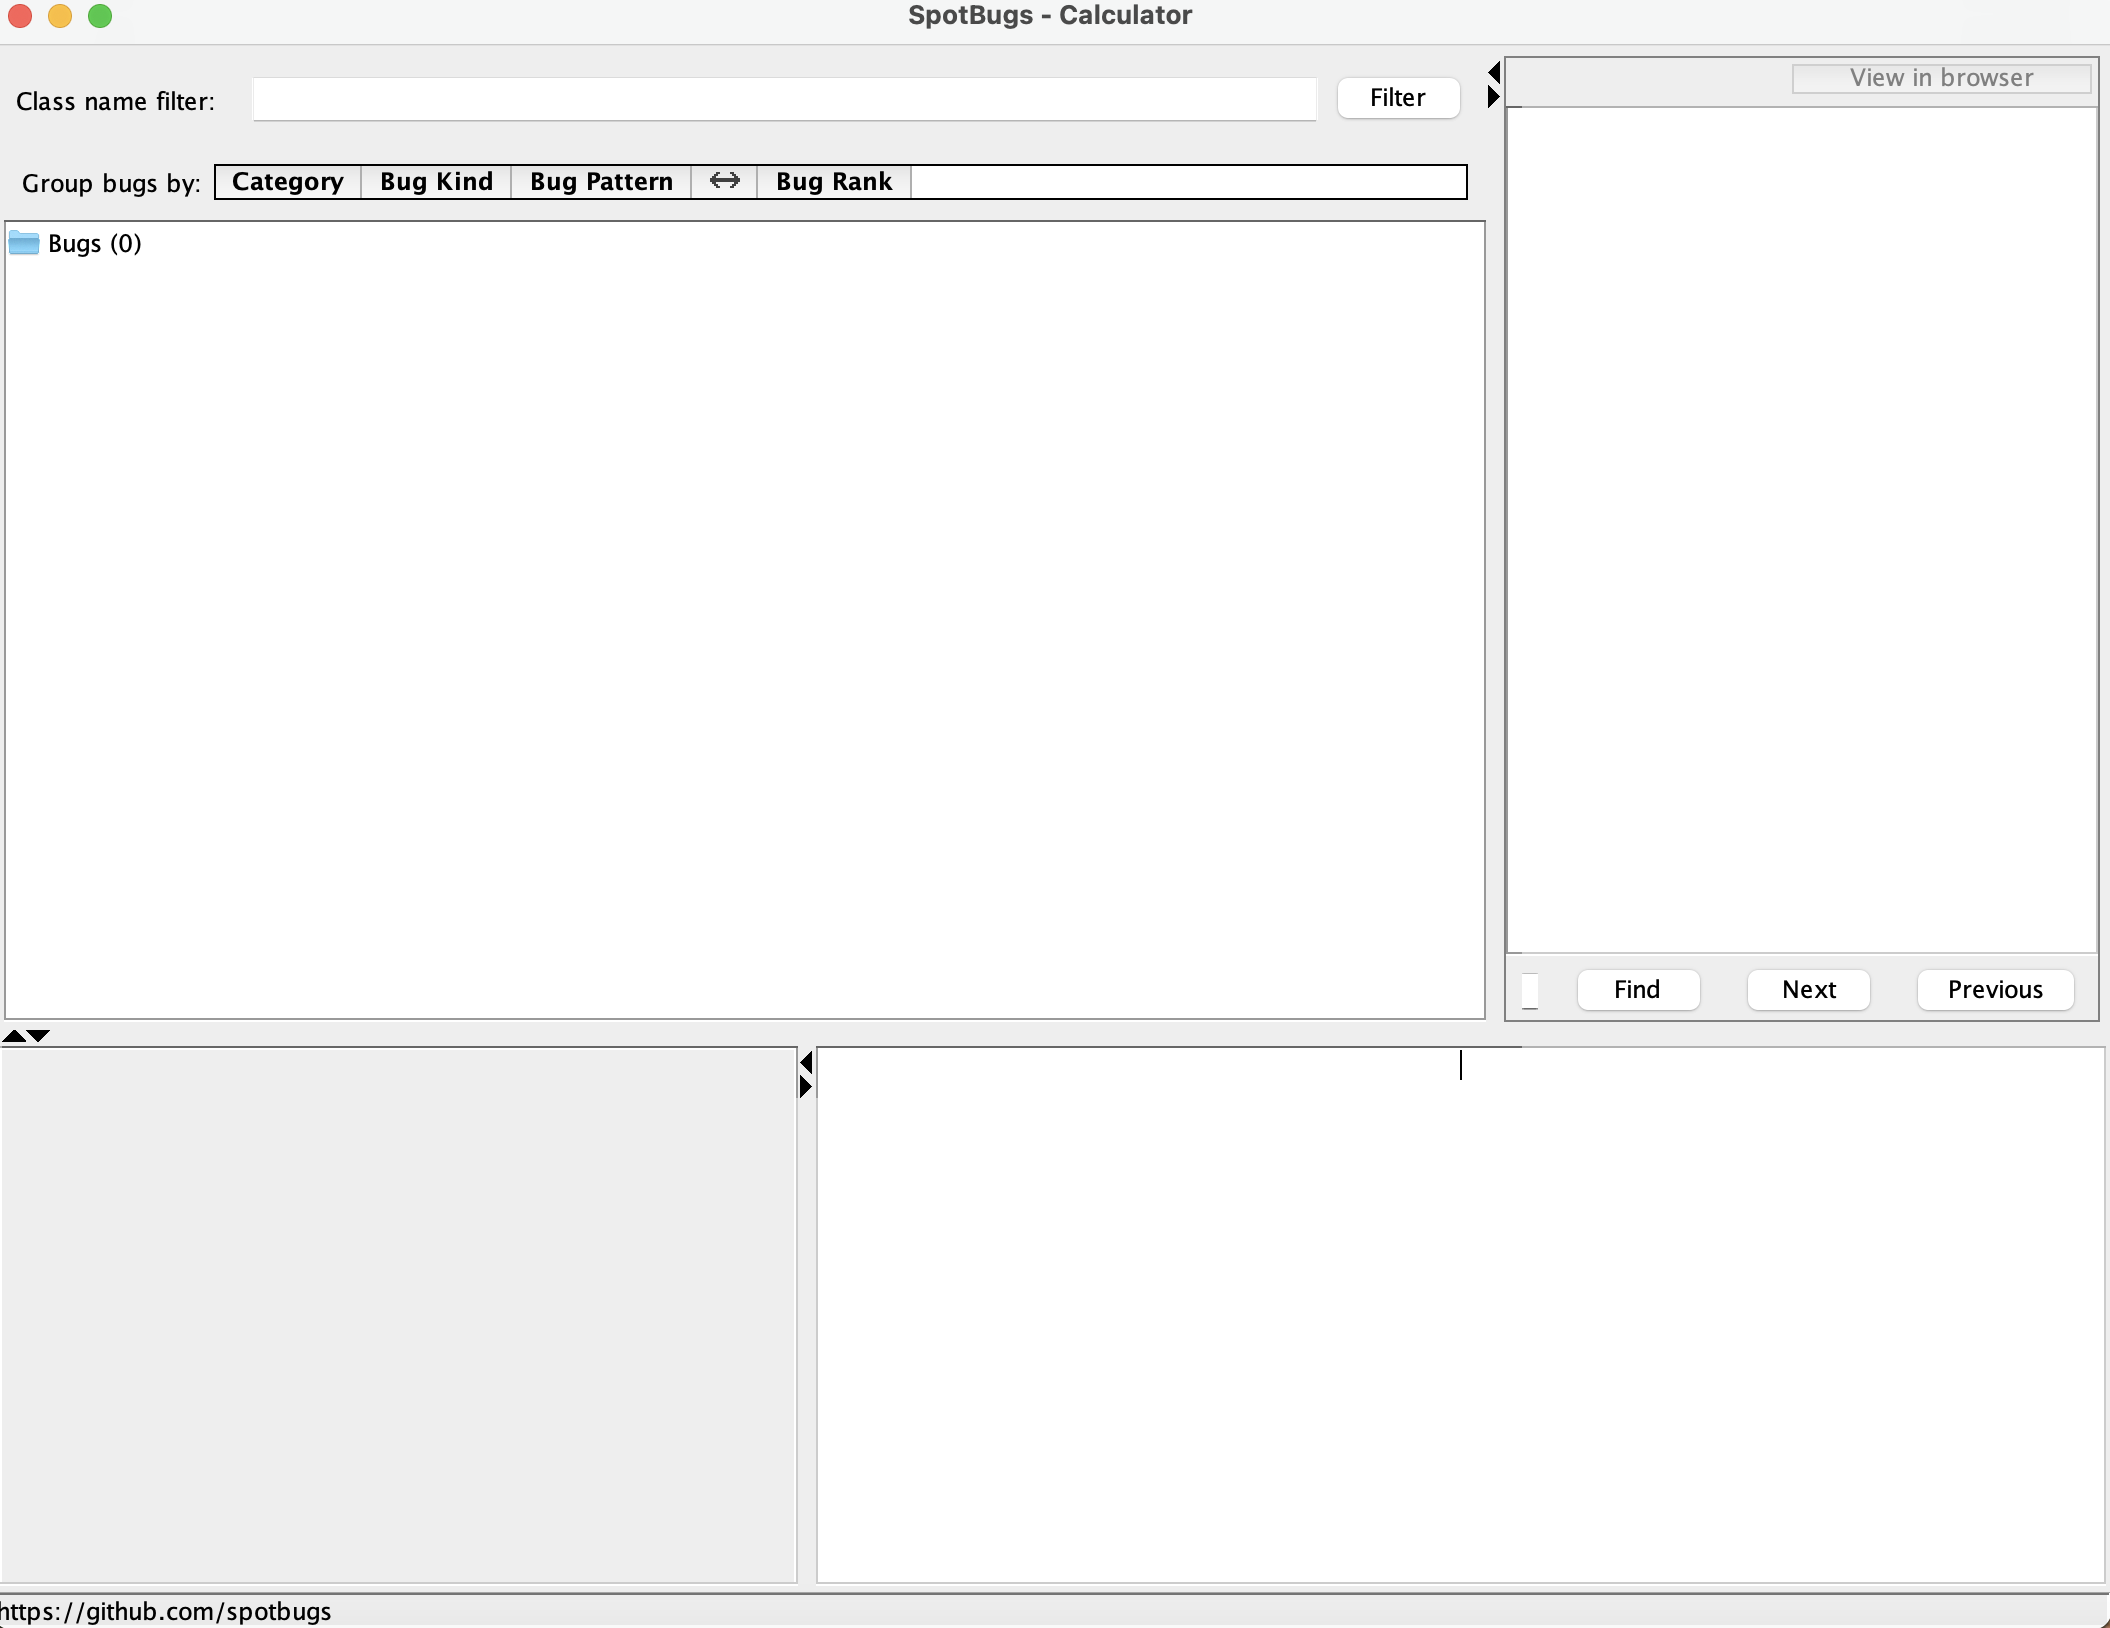 SpotBugs - Calculator
Class name filter:
Filter
View in browser
Group bugs by: Category Bug Kind Bug Pattern ↔ Bug Rank
Bugs (0)
Find Next Previous
https://github.com/spotbugs